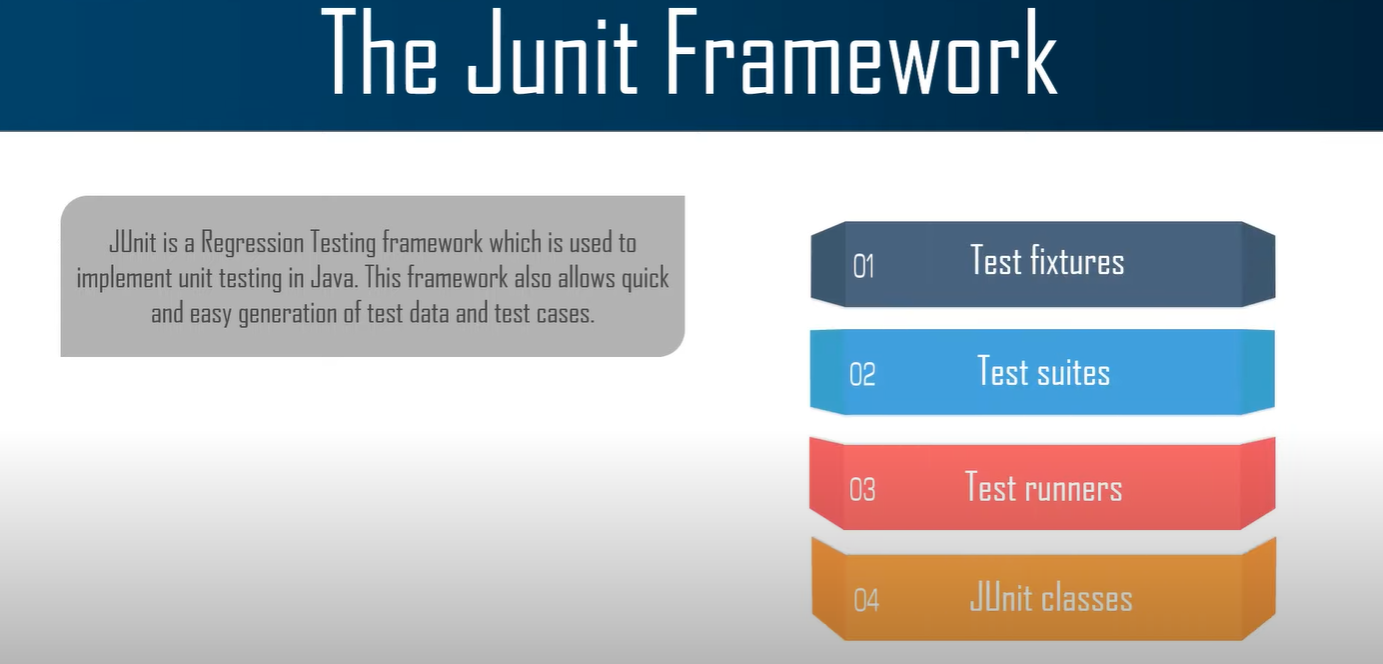 The Junit Framework
JUnit is a Regression Testing framework which is used to
implement unit testing in Java. This framework also allows quick
and easy generation of test data and test cases.
01 Test fixtures
02 Test suites
03 Test runners
04 JUnit classes